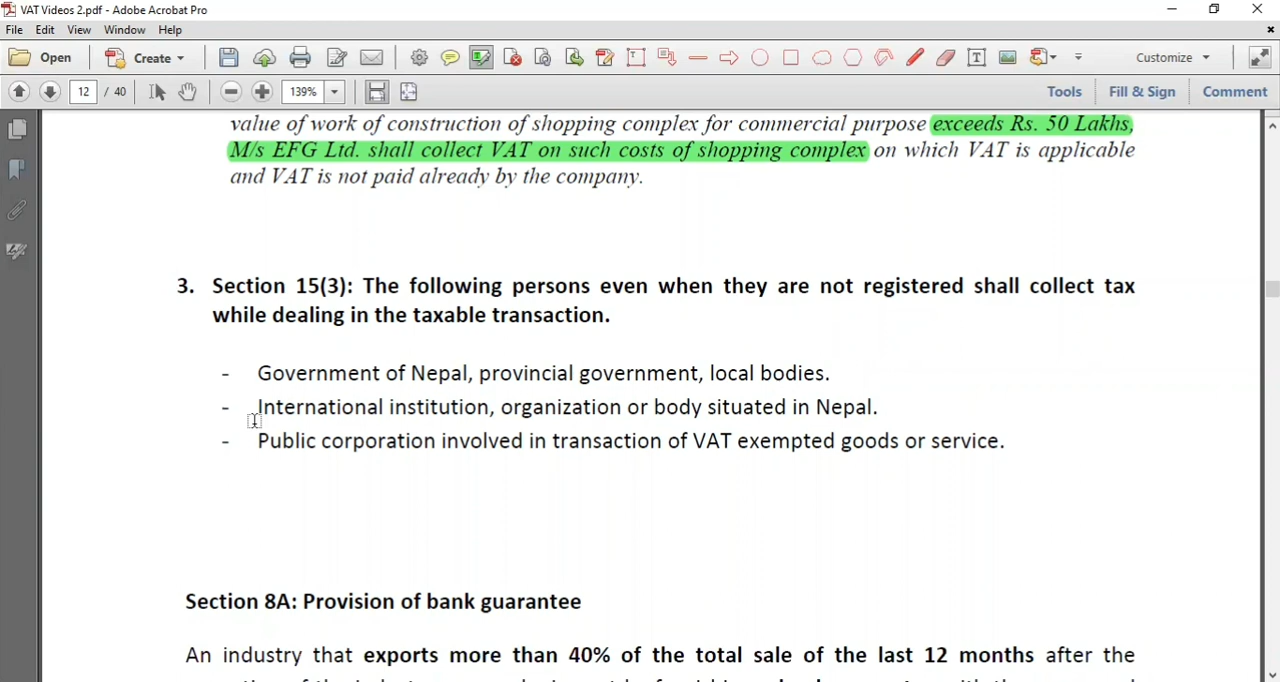 VAT Videos 2.pdf - Adobe Acrobat Pro
File Edit View Window Help
Open Create Customize
12 / 40 139% Tools Fill & Sign Comment
value of work of construction of shopping complex for commercial purpose exceeds Rs. 50 Lakhs,
M/s EFG Ltd. shall collect VAT on such costs of shopping complex on which VAT is applicable
and VAT is not paid already by the company.
3. Section 15(3): The following persons even when they are not registered shall collect tax
while dealing in the taxable transaction.
- Government of Nepal, provincial government, local bodies.
- International institution, organization or body situated in Nepal.
- Public corporation involved in transaction of VAT exempted goods or service.
Section 8A: Provision of bank guarantee
An industry that exports more than 40% of the total sale of the last 12 months after the